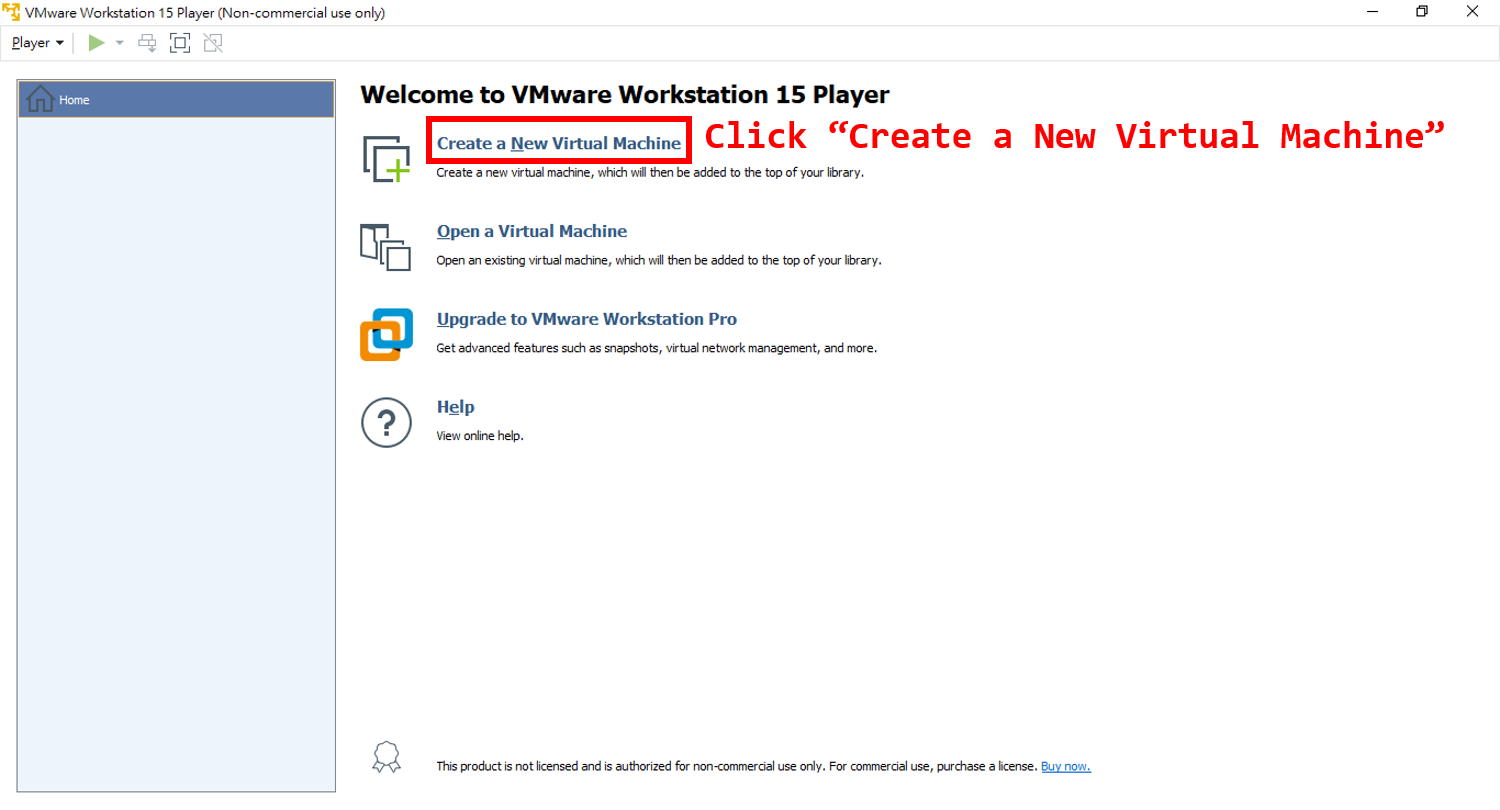 VMware Workstation 15 Player (Non-commercial use only)
Player
Home
Welcome to VMware Workstation 15 Player
Create a New Virtual Machine
Click “Create a New Virtual Machine”
Create a new virtual machine, which will then be added to the top of your library.
Open a Virtual Machine
Open an existing virtual machine, which will then be added to the top of your library.
Upgrade to VMware Workstation Pro
Get advanced features such as snapshots, virtual network management, and more.
?
Help
View online help.
This product is not licensed and is authorized for non-commercial use only. For commercial use, purchase a license. Buy now.